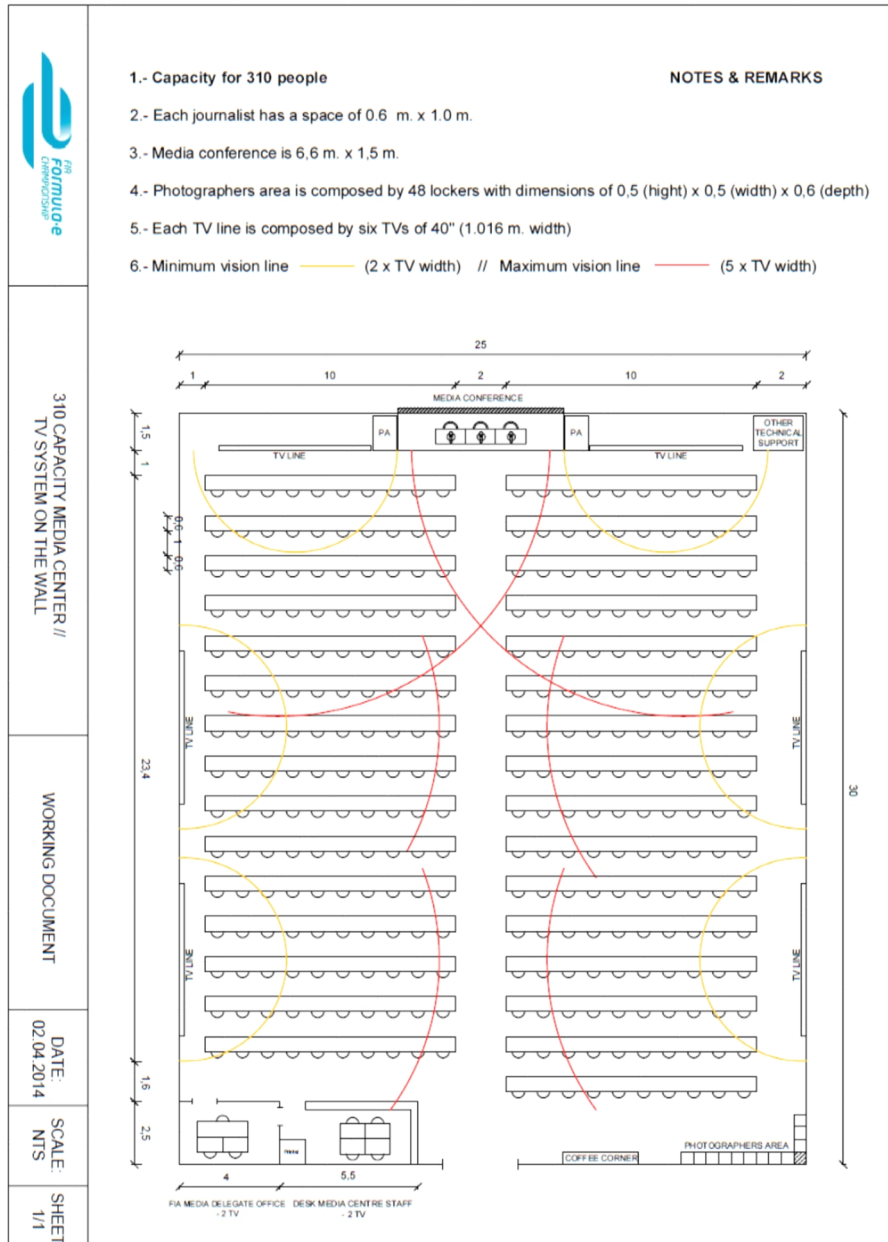 1.- Capacity for 310 people
NOTES & REMARKS
2.- Each journalist has a space of 0.6 m. x 1.0 m.
3.- Media conference is 6,6 m. x 1,5 m.
4.- Photographers area is composed by 48 lockers with dimensions of 0,5 (hight) x 0,5 (width) x 0,6 (depth)
5.- Each TV line is composed by six TVs of 40" (1.016 m. width)
6.- Minimum vision line (2 x TV width) // Maximum vision line (5 x TV width)
FIA
FORMULA-E
CHAMPIONSHIP
310 CAPACITY MEDIA CENTER //
TV SYSTEM ON THE WALL
WORKING DOCUMENT
DATE:
02.04.2014
SCALE:
NTS
SHEET
1/1
25
1
10
2
10
2
MEDIA CONFERENCE
PA
PA
OTHER
TECHNICAL
SUPPORT
TV LINE
TV LINE
1,5
1
0,6
1
0,6
TV LINE
TV LINE
23,4
30
TV LINE
TV LINE
1,6
2,5
PHOTOGRAPHERS AREA
COFFEE CORNER
4
5,5
FIA MEDIA DELEGATE OFFICE
- 2 TV
DESK MEDIA CENTRE STAFF
- 2 TV